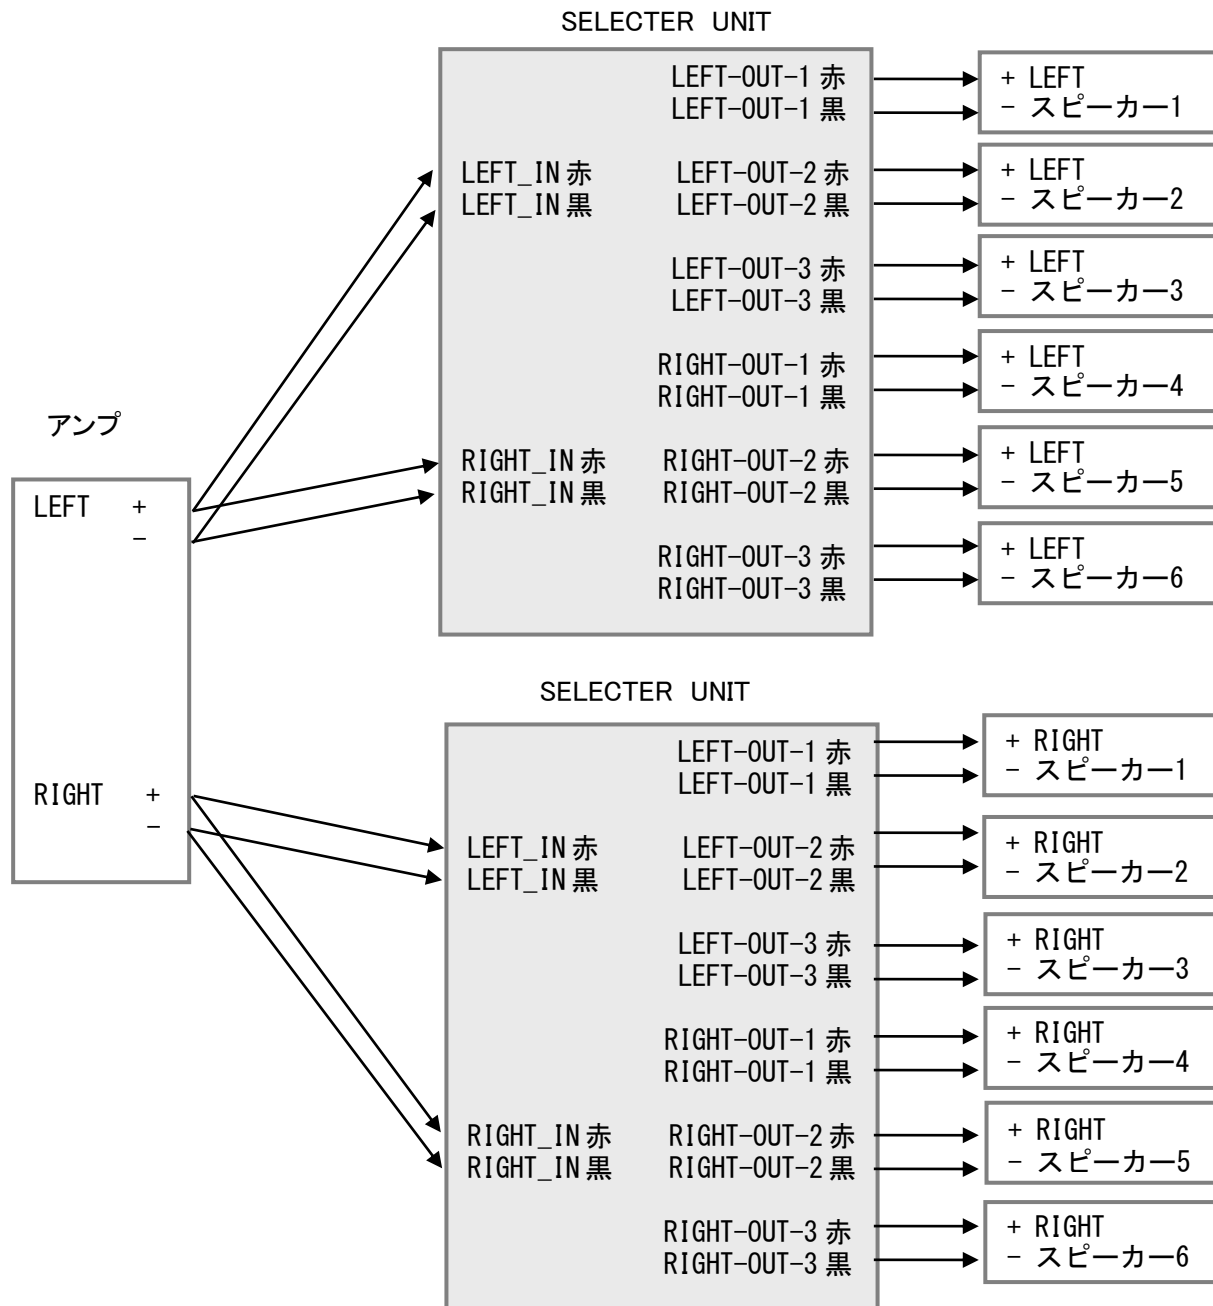 SELECTER UNIT
LEFT-OUT-1 赤
LEFT-OUT-1 黒
LEFT_IN 赤
LEFT_IN 黒
LEFT-OUT-2 赤
LEFT-OUT-2 黒
LEFT-OUT-3 赤
LEFT-OUT-3 黒
RIGHT-OUT-1 赤
RIGHT-OUT-1 黒
RIGHT_IN 赤
RIGHT_IN 黒
RIGHT-OUT-2 赤
RIGHT-OUT-2 黒
RIGHT-OUT-3 赤
RIGHT-OUT-3 黒
+ LEFT
- スピーカー1
+ LEFT
- スピーカー2
+ LEFT
- スピーカー3
+ LEFT
- スピーカー4
+ LEFT
- スピーカー5
+ LEFT
- スピーカー6
アンプ
LEFT +
-
RIGHT +
-
SELECTER UNIT
LEFT-OUT-1 赤
LEFT-OUT-1 黒
LEFT_IN 赤
LEFT_IN 黒
LEFT-OUT-2 赤
LEFT-OUT-2 黒
LEFT-OUT-3 赤
LEFT-OUT-3 黒
RIGHT-OUT-1 赤
RIGHT-OUT-1 黒
RIGHT_IN 赤
RIGHT_IN 黒
RIGHT-OUT-2 赤
RIGHT-OUT-2 黒
RIGHT-OUT-3 赤
RIGHT-OUT-3 黒
+ RIGHT
- スピーカー1
+ RIGHT
- スピーカー2
+ RIGHT
- スピーカー3
+ RIGHT
- スピーカー4
+ RIGHT
- スピーカー5
+ RIGHT
- スピーカー6